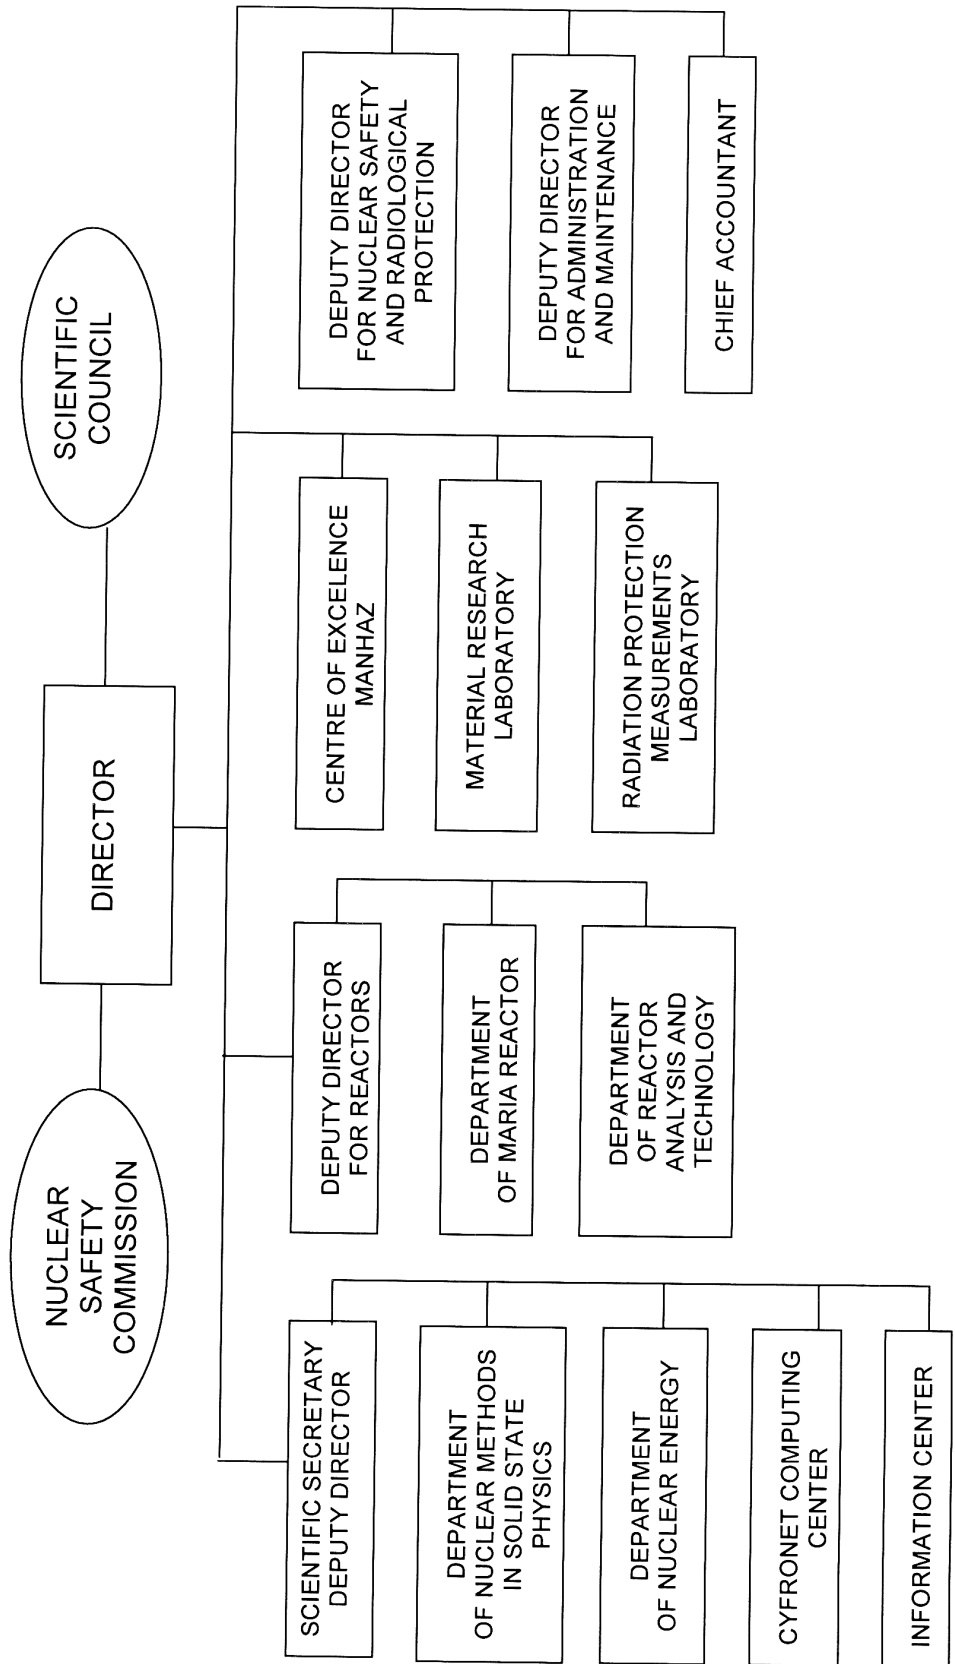 NUCLEAR
SAFETY
COMMISSION
DIRECTOR
SCIENTIFIC
COUNCIL
SCIENTIFIC SECRETARY
DEPUTY DIRECTOR
DEPARTMENT
OF NUCLEAR METHODS
IN SOLID STATE
PHYSICS
DEPARTMENT
OF NUCLEAR ENERGY
CYFRONET COMPUTING
CENTER
INFORMATION CENTER
DEPUTY DIRECTOR
FOR REACTORS
DEPARTMENT
OF MARIA REACTOR
DEPARTMENT
OF REACTOR
ANALYSIS AND
TECHNOLOGY
CENTRE OF EXCELENCE
MANHAZ
MATERIAL RESEARCH
LABORATORY
RADIATION PROTECTION
MEASUREMENTS
LABORATORY
DEPUTY DIRECTOR
FOR NUCLEAR SAFETY
AND RADIOLOGICAL
PROTECTION
DEPUTY DIRECTOR
FOR ADMINISTRATION
AND MAINTENANCE
CHIEF ACCOUNTANT